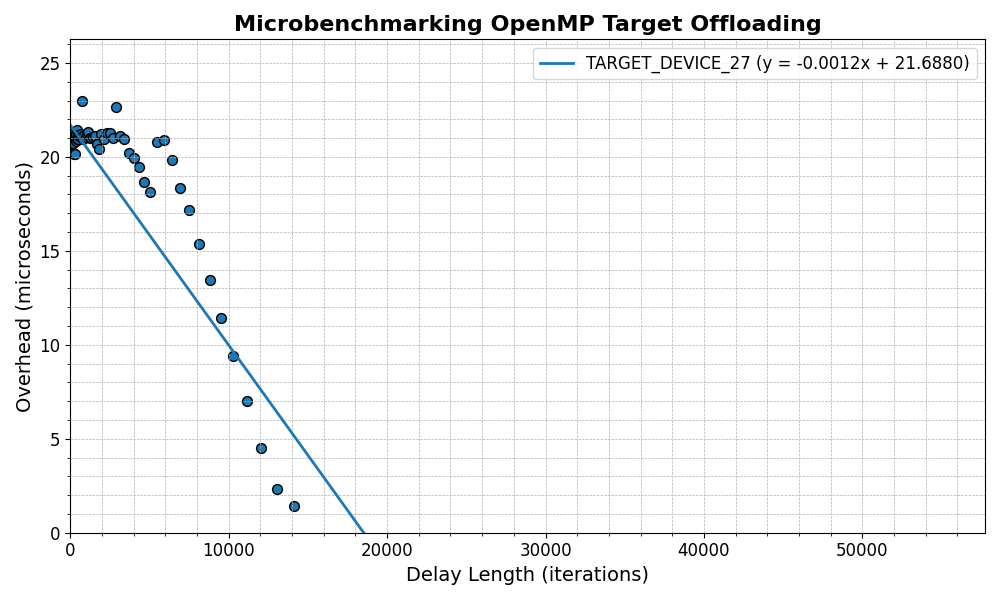 Microbenchmarking OpenMP Target Offloading
TARGET_DEVICE_27 (y = -0.0012x + 21.6880)
Overhead (microseconds)
25
20
15
10
5
0
0 10000 20000 30000 40000 50000
Delay Length (iterations)